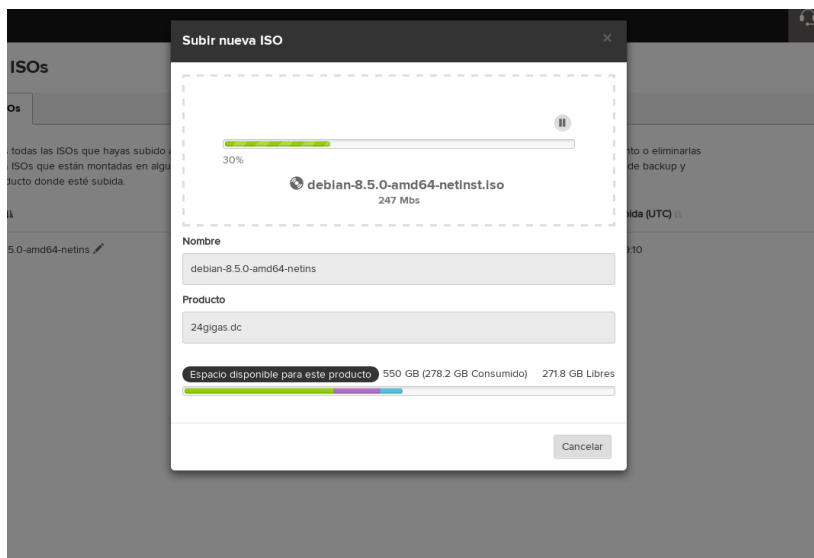 Subir nueva ISO
×
ISOs
Os
todas las ISOs que hayas subido
nto o eliminarlas
ISOs que están montadas en algu
de backup y
ducto donde esté subida.
30%
debian-8.5.0-amd64-netinst.iso
247 Mbs
ida (UTC)
5.0-amd64-netins
:10
Nombre
debian-8.5.0-amd64-netins
Producto
24gigas.dc
Espacio disponible para este producto 550 GB (278.2 GB Consumido) 271.8 GB Libres
Cancelar